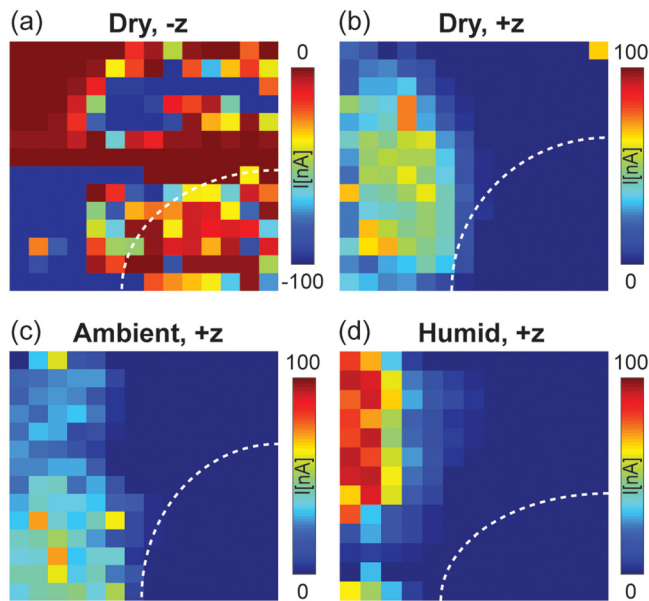 (a) Dry, -z
0
I[nA]
-100
(b) Dry, +z
100
I[nA]
0
(c) Ambient, +z
100
I[nA]
0
(d) Humid, +z
100
I[nA]
0